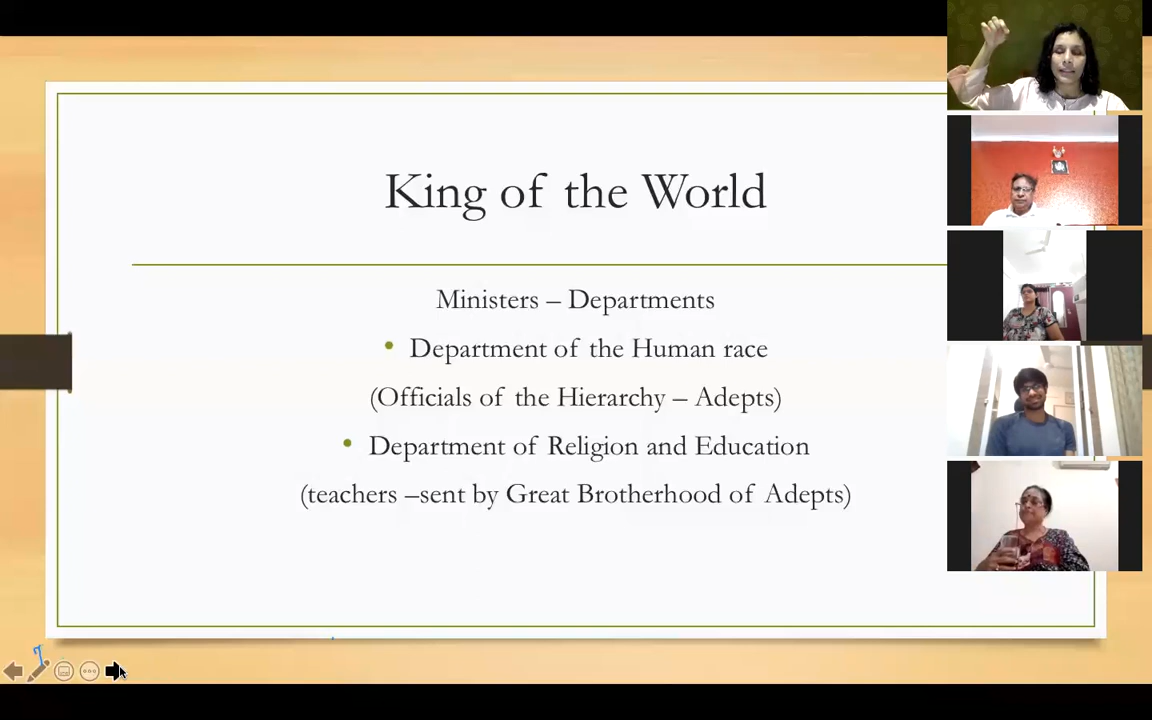 King of the World
Ministers – Departments
• Department of the Human race
(Officials of the Hierarchy – Adepts)
• Department of Religion and Education
(teachers –sent by Great Brotherhood of Adepts)